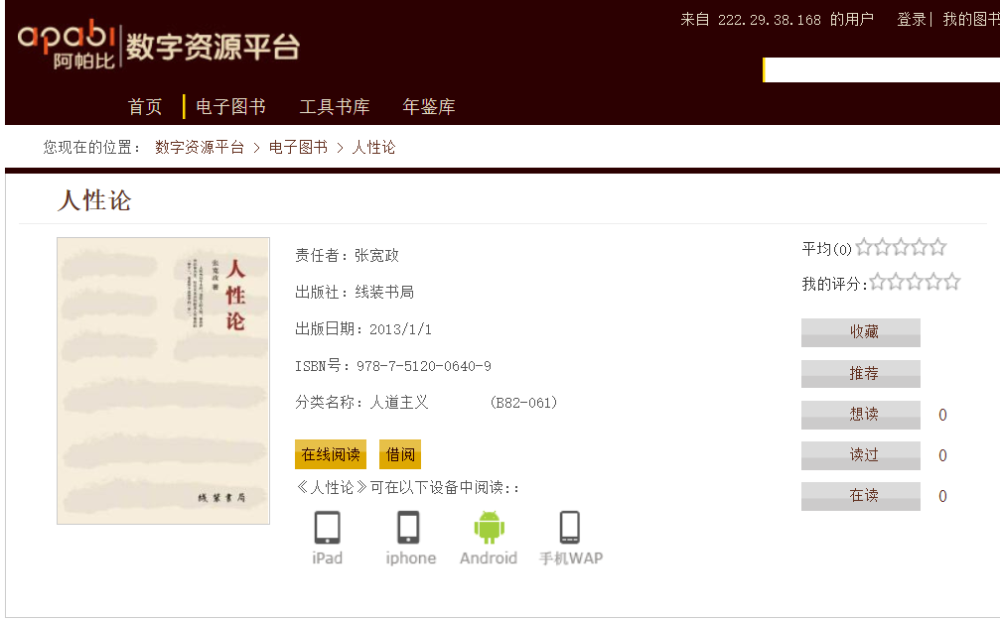 来自 222.29.38.168 的用户 登录| 我的图书
apabi 阿帕比 数字资源平台
首页 电子图书 工具书库 年鉴库
您现在的位置： 数字资源平台 > 电子图书 > 人性论
人性论
人性论
张宽政 著
线装书局
责任者：张宽政
出版社：线装书局
出版日期：2013/1/1
ISBN号：978-7-5120-0640-9
分类名称：人道主义 (B82-061)
在线阅读 借阅
《人性论》可在以下设备中阅读：:
iPad iphone Android 手机WAP
平均(0)
我的评分:
收藏
推荐
想读 0
读过 0
在读 0